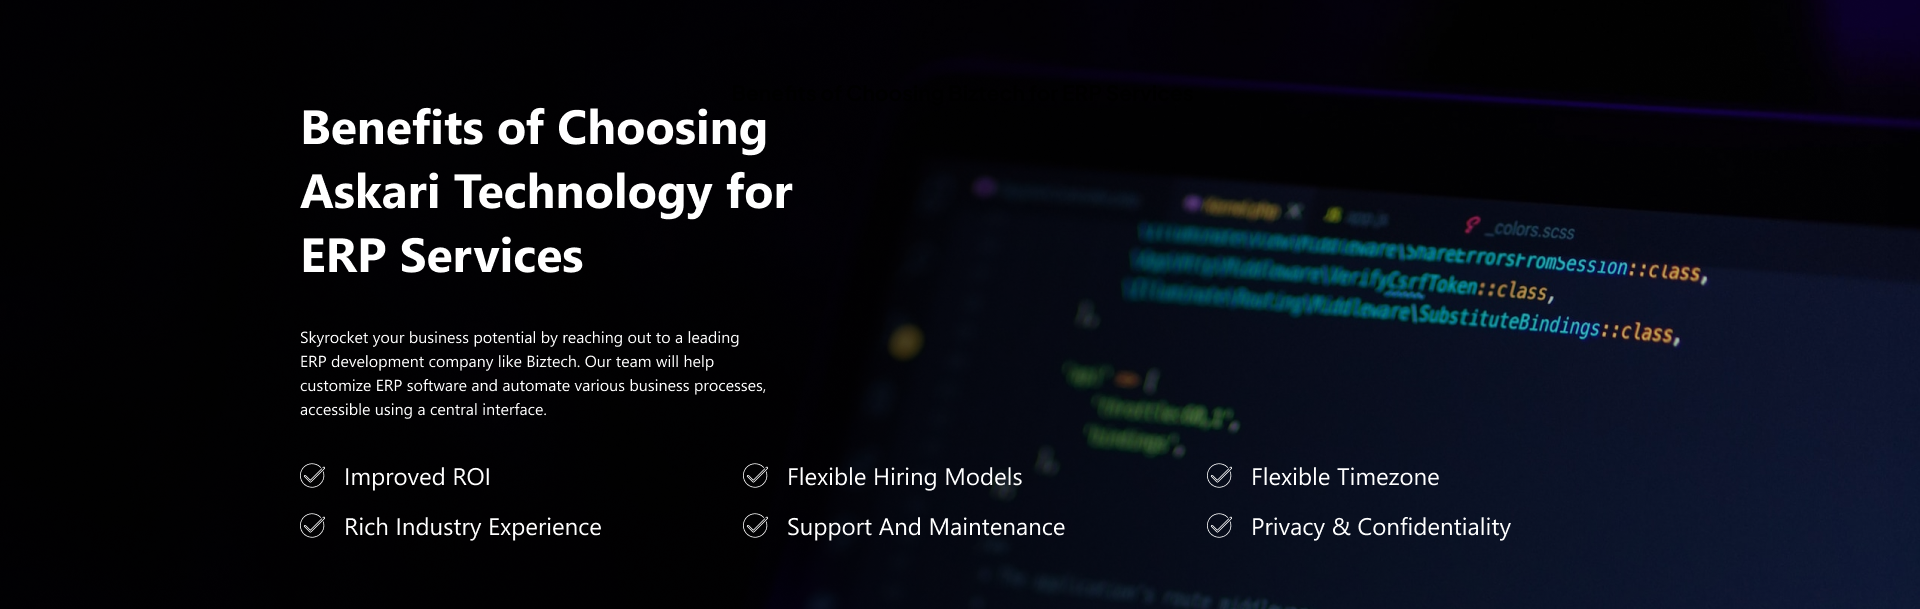 Benefits of Choosing
Askari Technology for
ERP Services
Skyrocket your business potential by reaching out to a leading
ERP development company like Biztech. Our team will help
customize ERP software and automate various business processes,
accessible using a central interface.
Improved ROI
Flexible Hiring Models
Flexible Timezone
Rich Industry Experience
Support And Maintenance
Privacy & Confidentiality
_colors.scss
\ShareErrorsFromSession::class,
\VerifyCsrfToken::class,
\Routing\Middleware\SubstituteBindings::class,